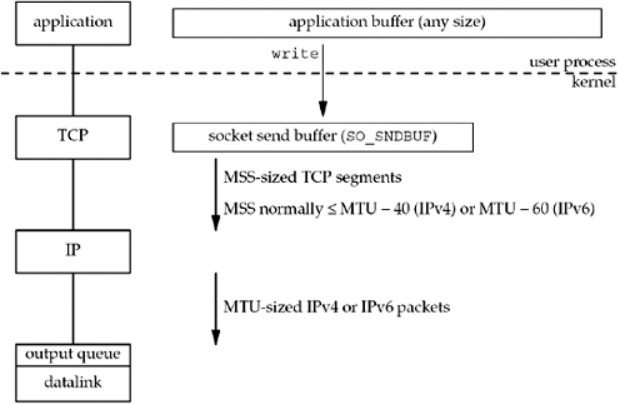 application
application buffer (any size)
write
user process
kernel
TCP
socket send buffer (SO_SNDBUF)
MSS-sized TCP segments
MSS normally ≤ MTU – 40 (IPv4) or MTU – 60 (IPv6)
IP
MTU-sized IPv4 or IPv6 packets
output queue
datalink